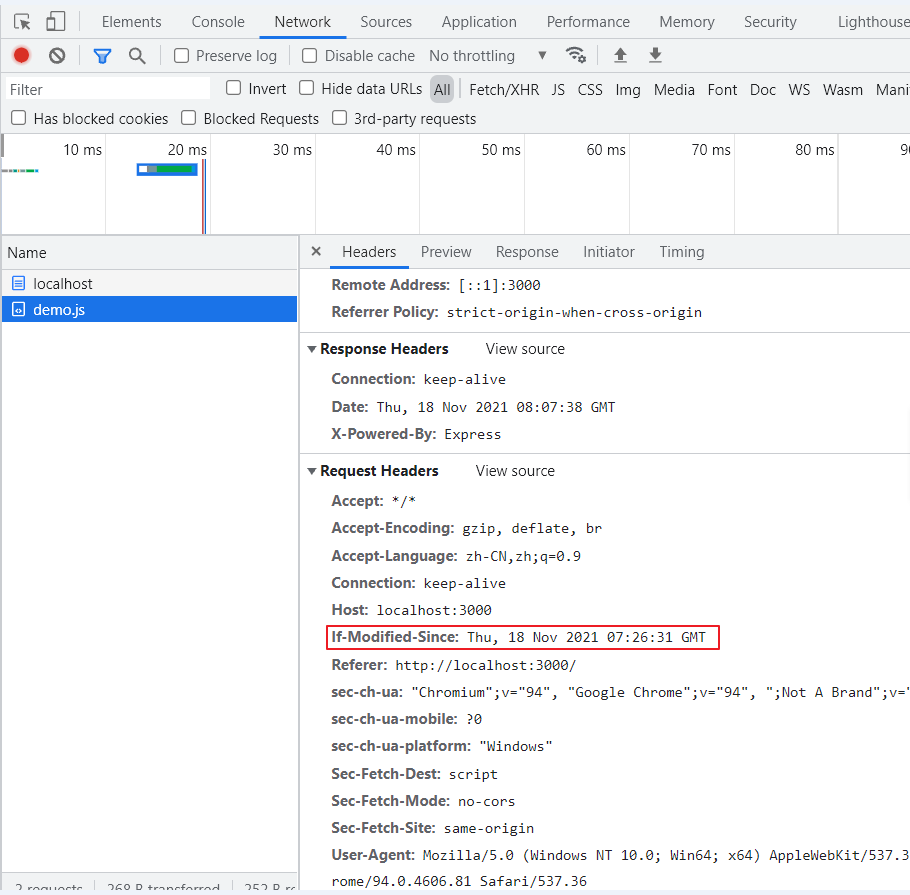 Elements Console Network Sources Application Performance Memory Security Lighthouse
Preserve log Disable cache No throttling
Filter Invert Hide data URLs All Fetch/XHR JS CSS Img Media Font Doc WS Wasm Mani
Has blocked cookies Blocked Requests 3rd-party requests
10 ms 20 ms 30 ms 40 ms 50 ms 60 ms 70 ms 80 ms
Name
localhost
demo.js
Headers Preview Response Initiator Timing
Remote Address: [::1]:3000
Referrer Policy: strict-origin-when-cross-origin
Response Headers View source
Connection: keep-alive
Date: Thu, 18 Nov 2021 08:07:38 GMT
X-Powered-By: Express
Request Headers View source
Accept: */*
Accept-Encoding: gzip, deflate, br
Accept-Language: zh-CN,zh;q=0.9
Connection: keep-alive
Host: localhost:3000
If-Modified-Since: Thu, 18 Nov 2021 07:26:31 GMT
Referer: http://localhost:3000/
sec-ch-ua: "Chromium";v="94", "Google Chrome";v="94", ";Not A Brand";v="
sec-ch-ua-mobile: ?0
sec-ch-ua-platform: "Windows"
Sec-Fetch-Dest: script
Sec-Fetch-Mode: no-cors
Sec-Fetch-Site: same-origin
User-Agent: Mozilla/5.0 (Windows NT 10.0; Win64; x64) AppleWebKit/537.3
rome/94.0.4606.81 Safari/537.36
2 requests 268 B transferred 252 B re